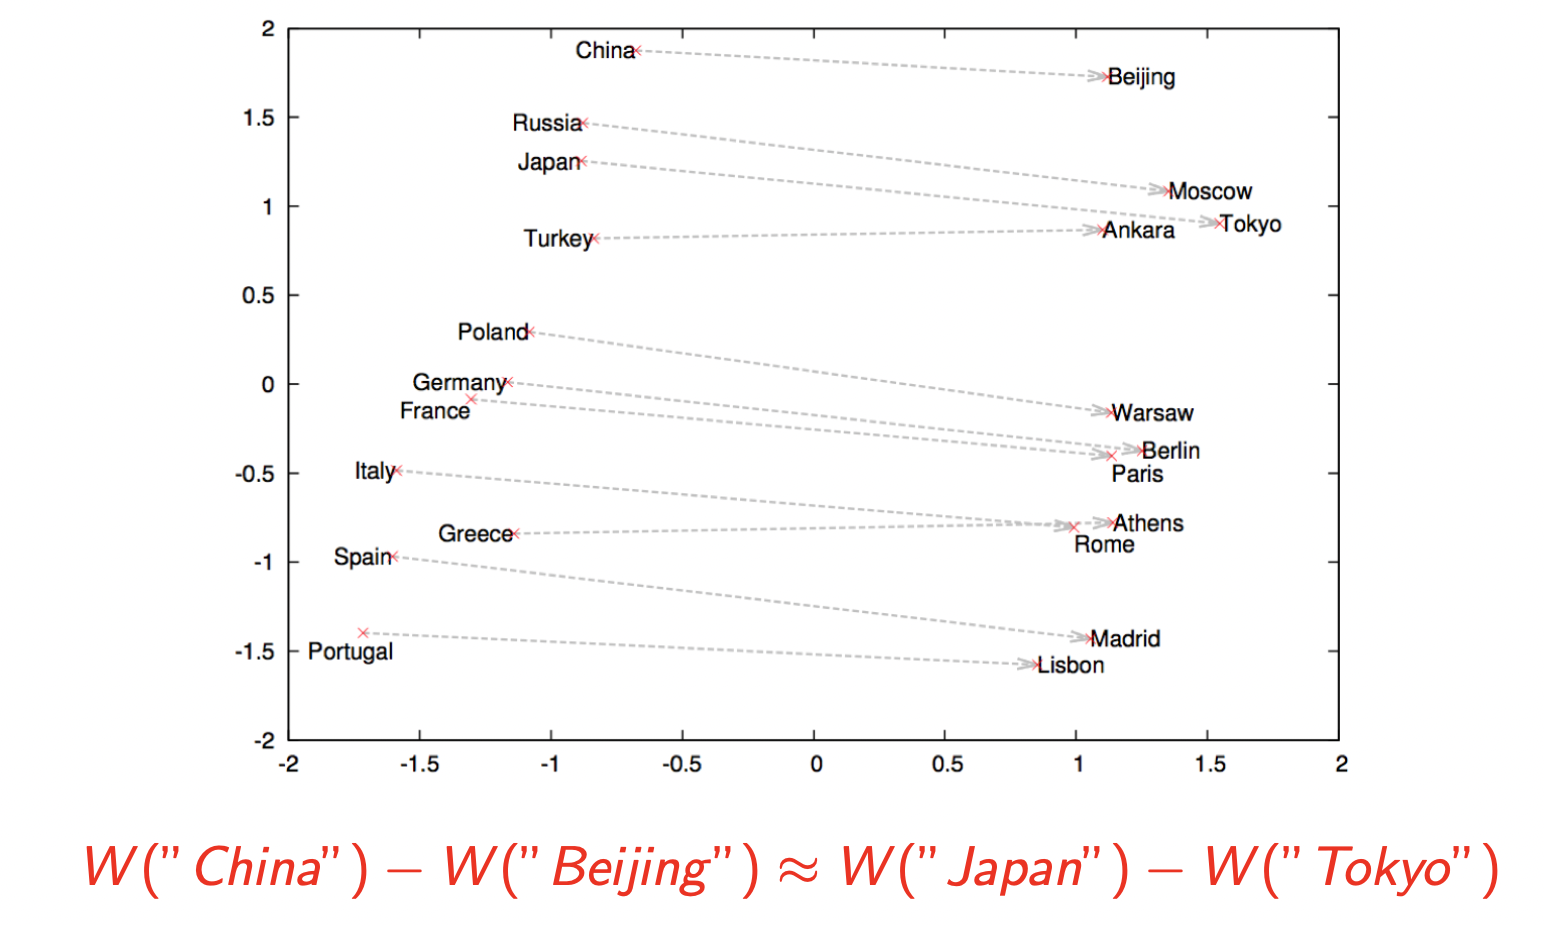 2
China
Beijing
1.5
Russia
Japan
Moscow
1
Tokyo
Ankara
Turkey
0.5
Poland
Germany
0
France
Warsaw
Berlin
Italy
-0.5
Paris
Athens
Greece
Rome
Spain
-1
Madrid
-1.5
Portugal
Lisbon
-2
-2 -1.5 -1 -0.5 0 0.5 1 1.5 2
W(”China”) − W(”Beijing”) ≈ W(”Japan”) − W(”Tokyo”)